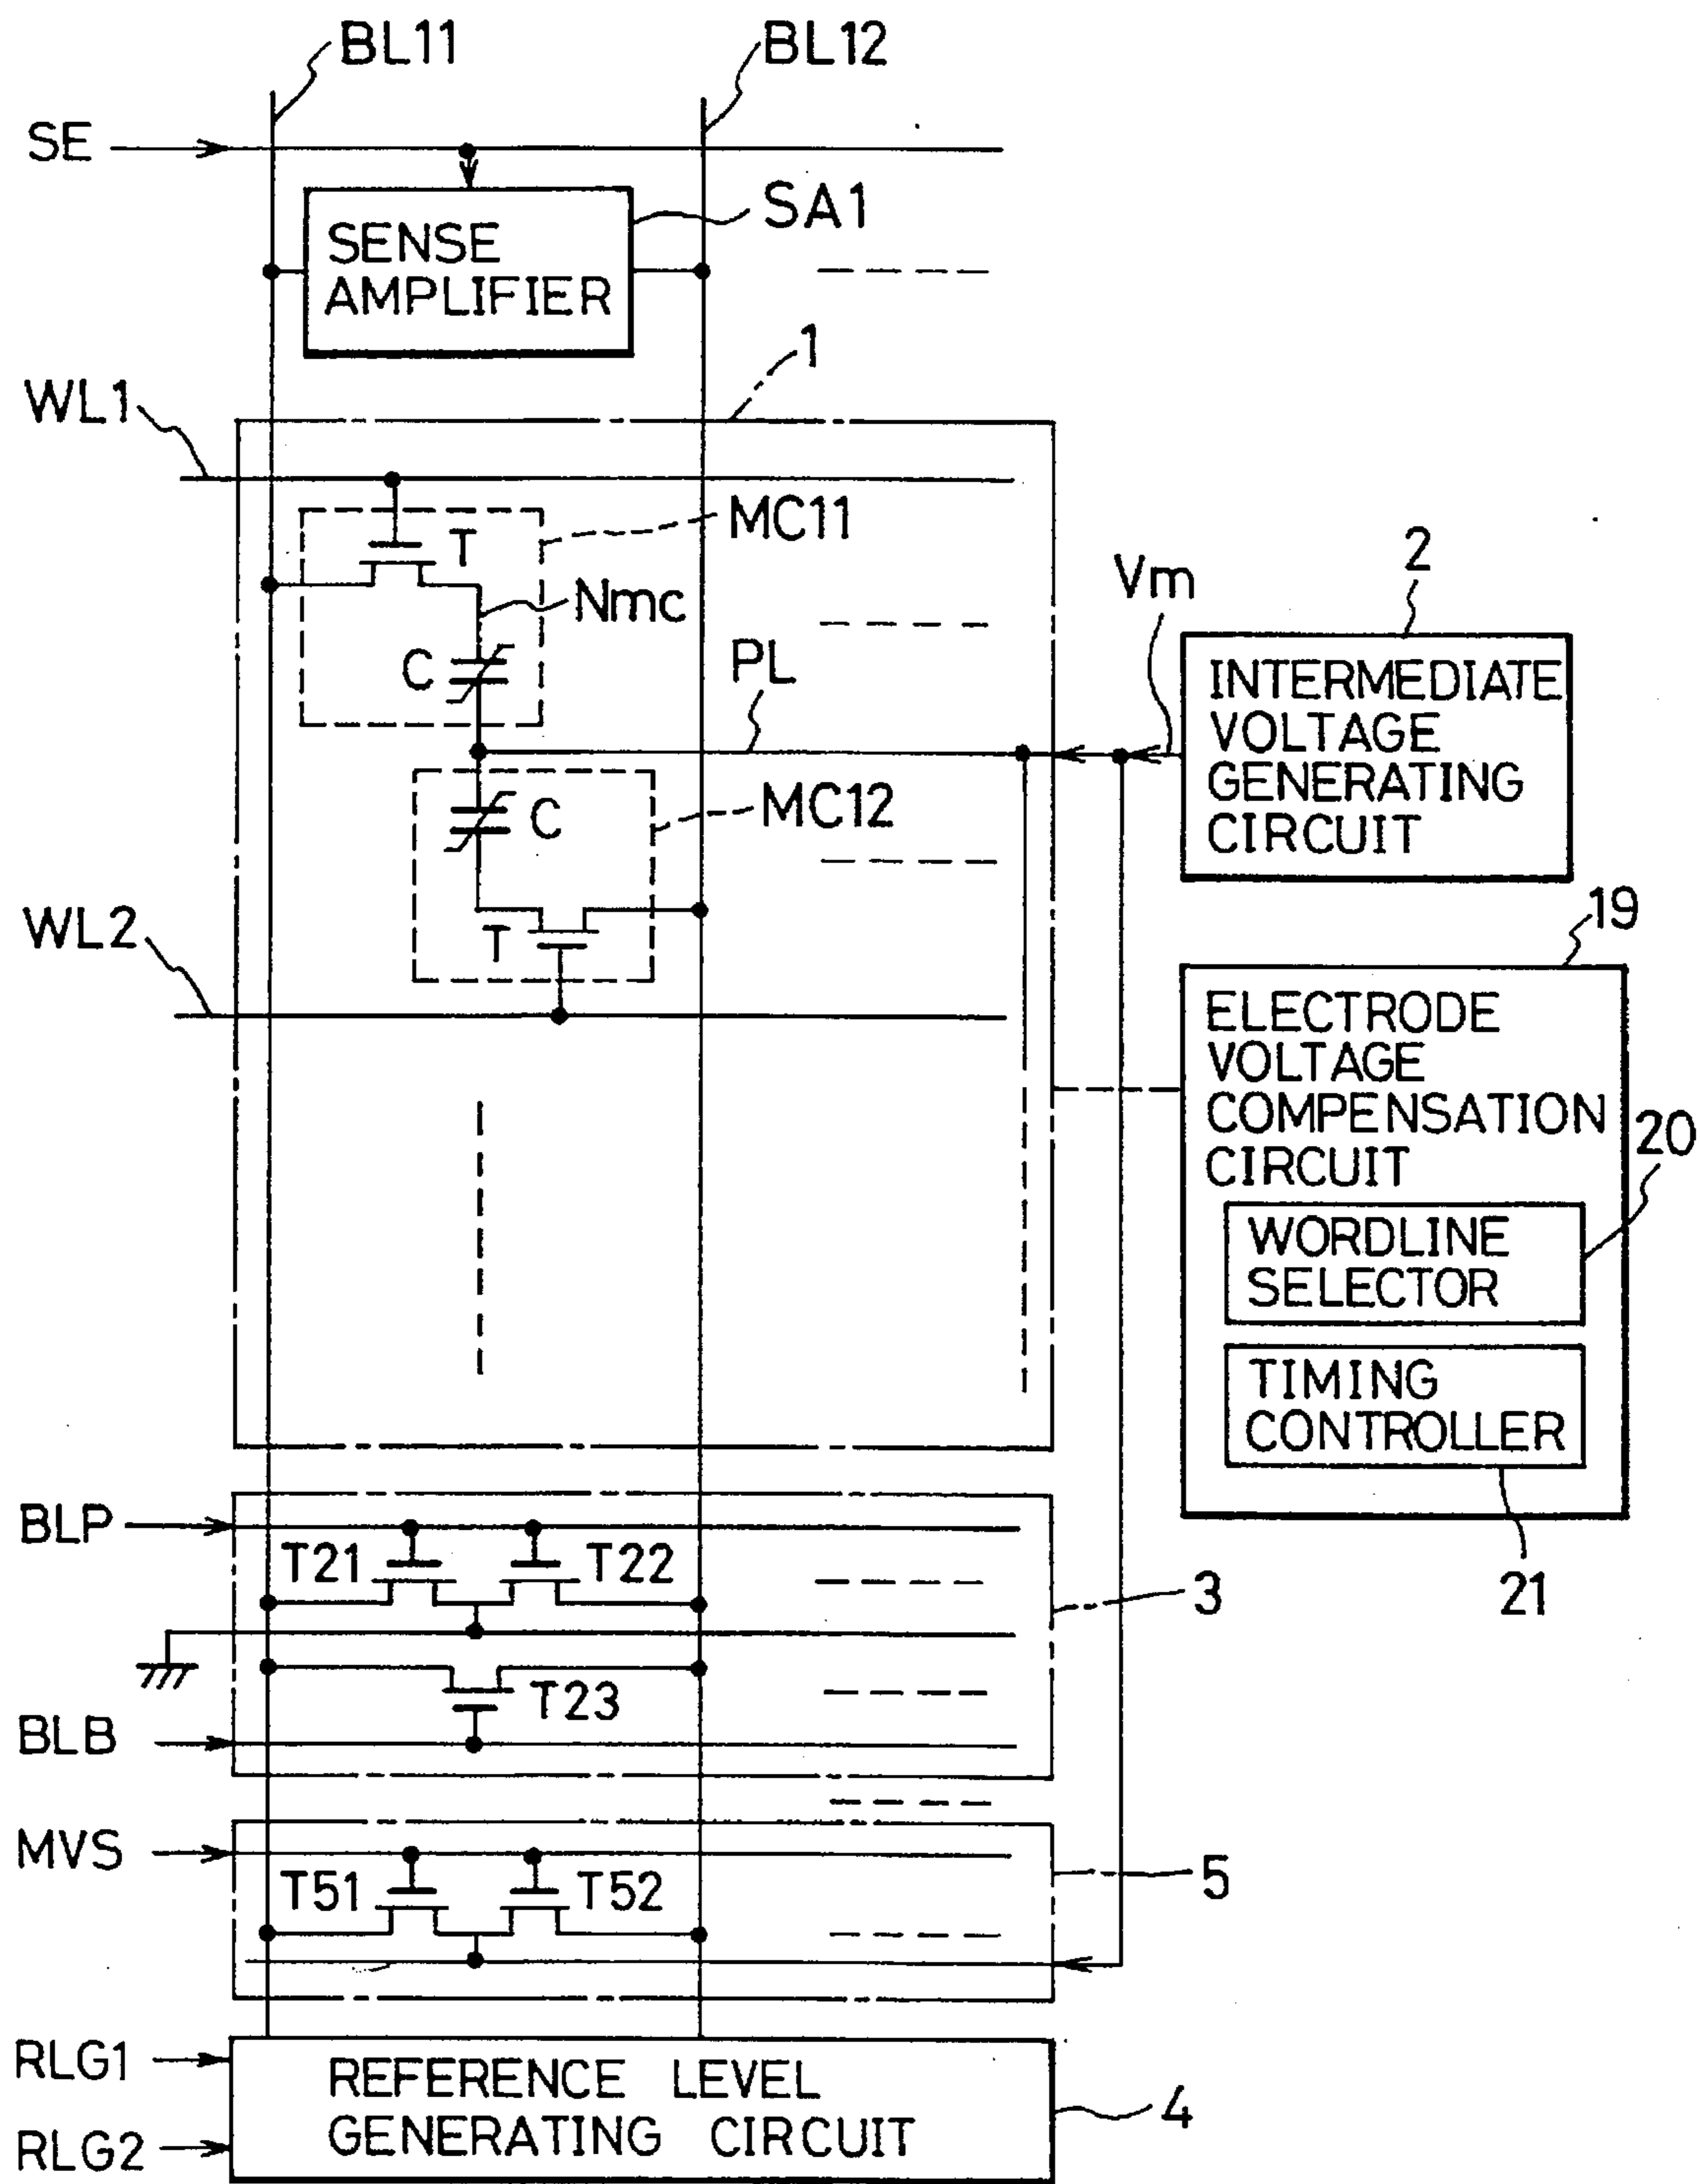 BL11
BL12
SE
SA1
SENSE
AMPLIFIER
1
WL1
MC11
T
Nmc
C
PL
Vm
2
INTERMEDIATE
VOLTAGE
GENERATING
CIRCUIT
MC12
C
T
WL2
19
ELECTRODE
VOLTAGE
COMPENSATION
CIRCUIT
20
WORDLINE
SELECTOR
TIMING
CONTROLLER
21
BLP
T21
T22
3
T23
BLB
MVS
T51
T52
5
RLG1
REFERENCE LEVEL
GENERATING CIRCUIT
4
RLG2